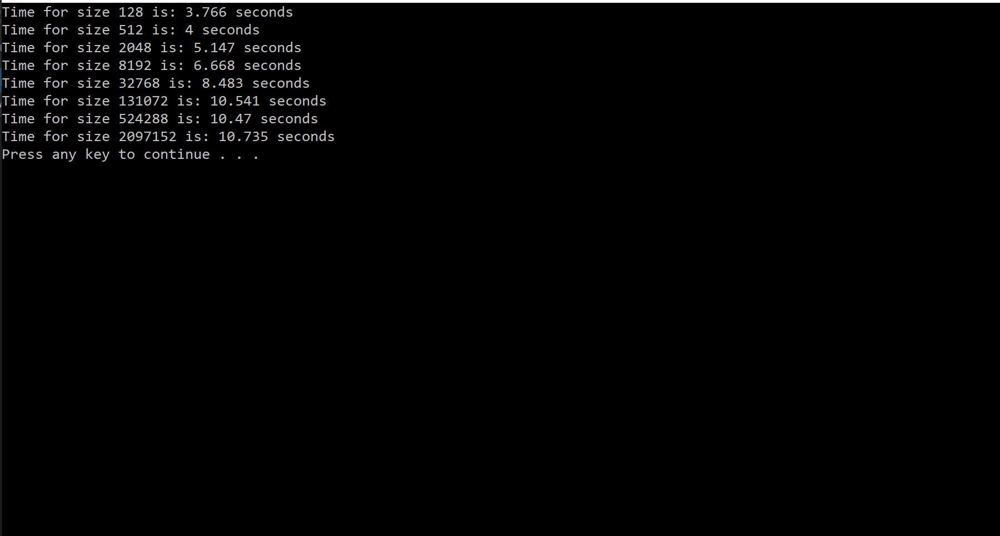 Time for size 128 is: 3.766 seconds
Time for size 512 is: 4 seconds
Time for size 2048 is: 5.147 seconds
Time for size 8192 is: 6.668 seconds
Time for size 32768 is: 8.483 seconds
Time for size 131072 is: 10.541 seconds
Time for size 524288 is: 10.47 seconds
Time for size 2097152 is: 10.735 seconds
Press any key to continue . . .